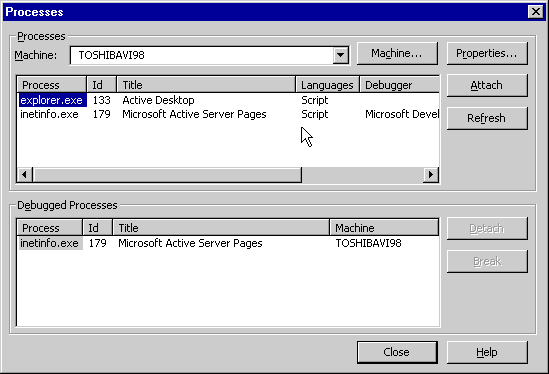 Processes
Processes
Machine: TOSHIBAVI98 Machine... Properties...
Process Id Title Languages Debugger
explorer.exe 133 Active Desktop Script
inetinfo.exe 179 Microsoft Active Server Pages Script Microsoft Devel
Attach
Refresh
Debugged Processes
Process Id Title Machine
inetinfo.exe 179 Microsoft Active Server Pages TOSHIBAVI98
Detach
Break
Close Help